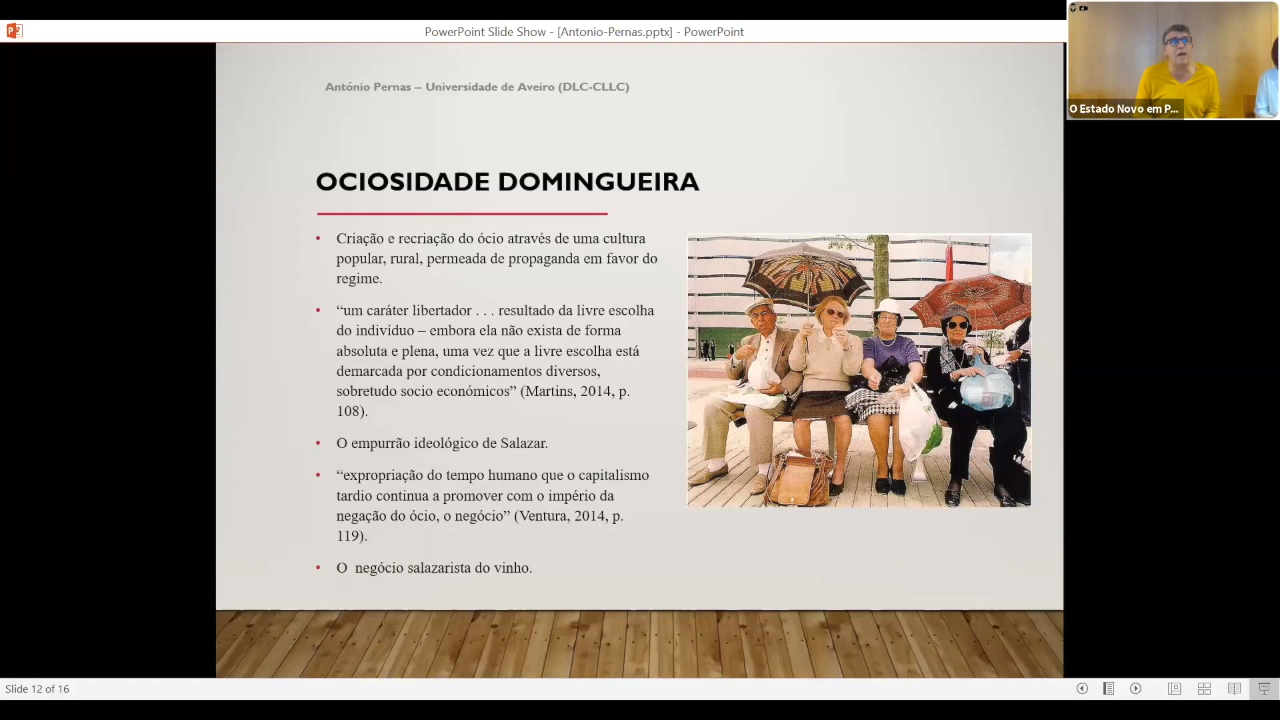 PowerPoint Slide Show - [Antonio-Pernas.pptx] - PowerPoint
António Pernas -- Universidade de Aveiro (DLC-CLLC)
O Estado Novo em P...
OCIOSIDADE DOMINGUEIRA
• Criação e recriação do ócio através de uma cultura
popular, rural, permeada de propaganda em favor do
regime.
• “um caráter libertador . . . resultado da livre escolha
do indivíduo – embora ela não exista de forma
absoluta e plena, uma vez que a livre escolha está
demarcada por condicionamentos diversos,
sobretudo socio económicos” (Martins, 2014, p.
108).
• O empurrão ideológico de Salazar.
• “expropriação do tempo humano que o capitalismo
tardio continua a promover com o império da
negação do ócio, o negócio” (Ventura, 2014, p.
119).
• O  negócio salazarista do vinho.
Slide 12 of 16